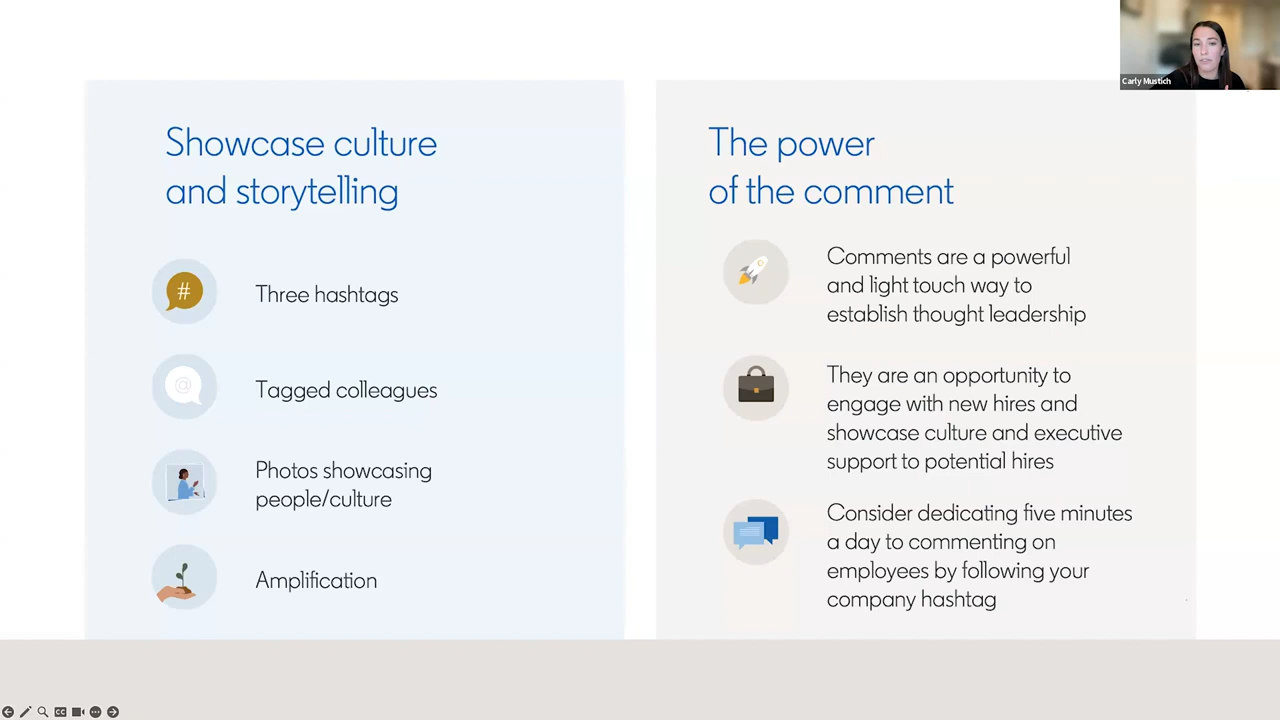 Carly Mustich
Showcase culture
and storytelling
#
Three hashtags
@
Tagged colleagues
Photos showcasing
people/culture
Amplification
The power
of the comment
Comments are a powerful
and light touch way to
establish thought leadership
They are an opportunity to
engage with new hires and
showcase culture and executive
support to potential hires
Consider dedicating five minutes
a day to commenting on
employees by following your
company hashtag
CC